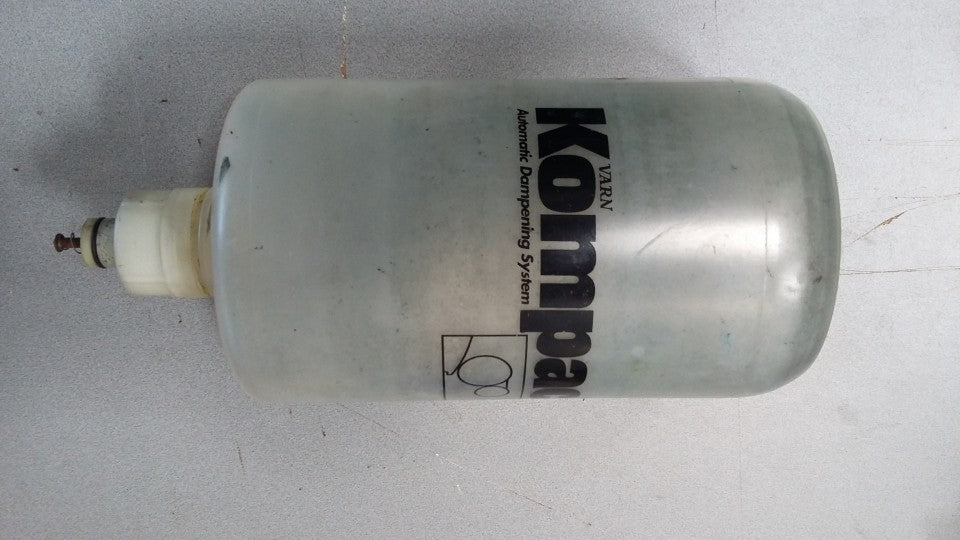 VARN
Kompac
Automatic Dampening System